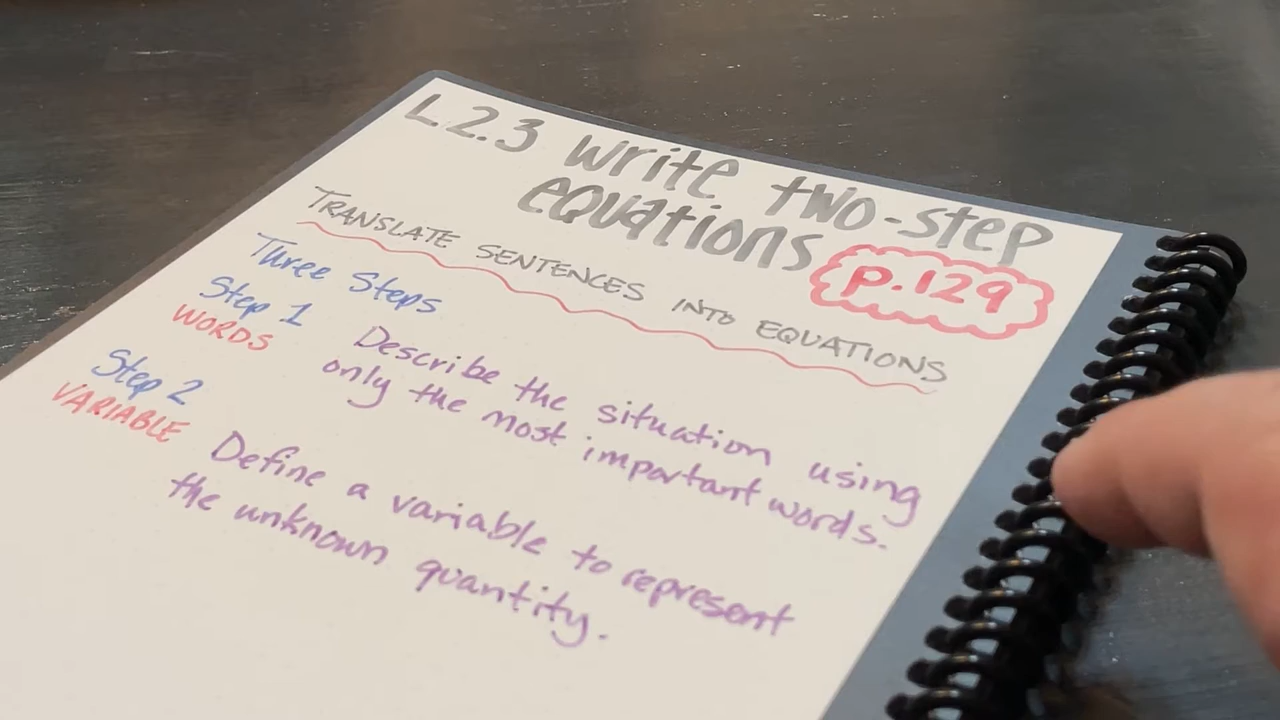 L.2.3 Write two-step
equations
p.129
TRANSLATE SENTENCES INTO EQUATIONS
Three Steps
Step 1
WORDS
Describe the situation using
only the most important words.
Step 2
VARIABLE
Define a variable to represent
the unknown quantity.